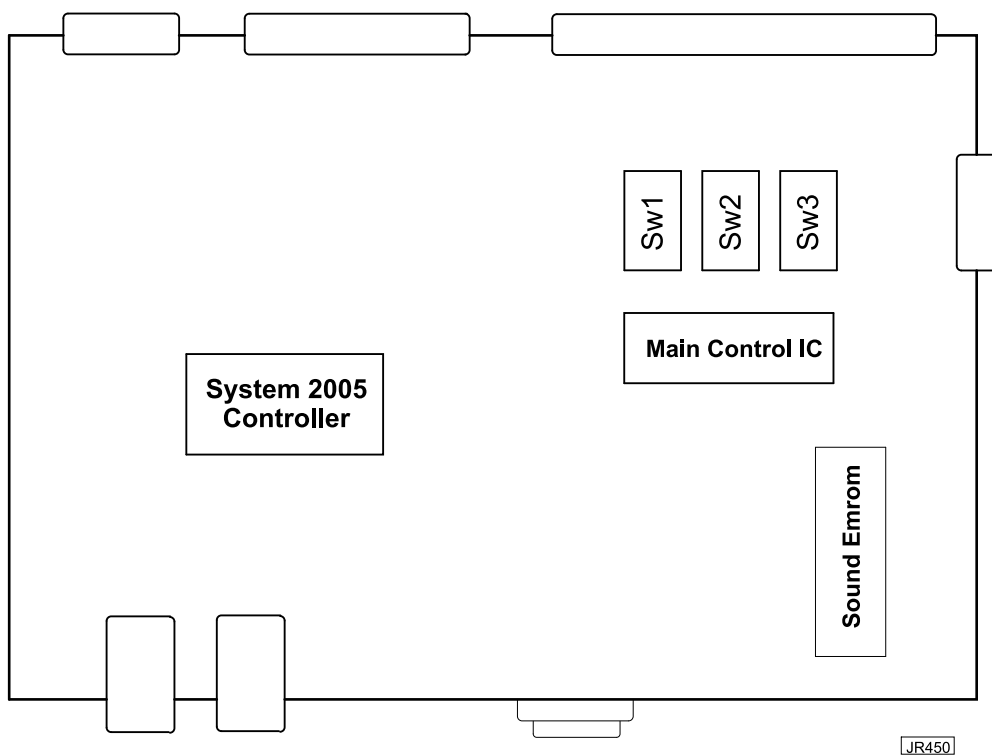 Sw1
Sw2
Sw3
Main Control IC
System 2005
Controller
Sound Emrom
JR450